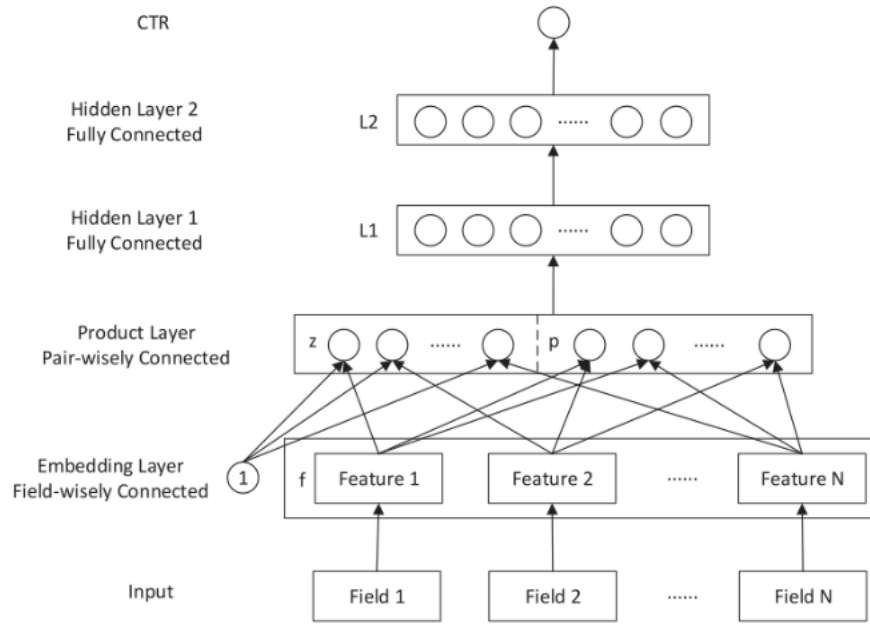 CTR
Hidden Layer 2
Fully Connected
L2
......
Hidden Layer 1
Fully Connected
L1
......
Product Layer
Pair-wisely Connected
z
......
p
......
Embedding Layer
Field-wisely Connected
1
f
Feature 1
Feature 2
......
Feature N
Input
Field 1
Field 2
......
Field N